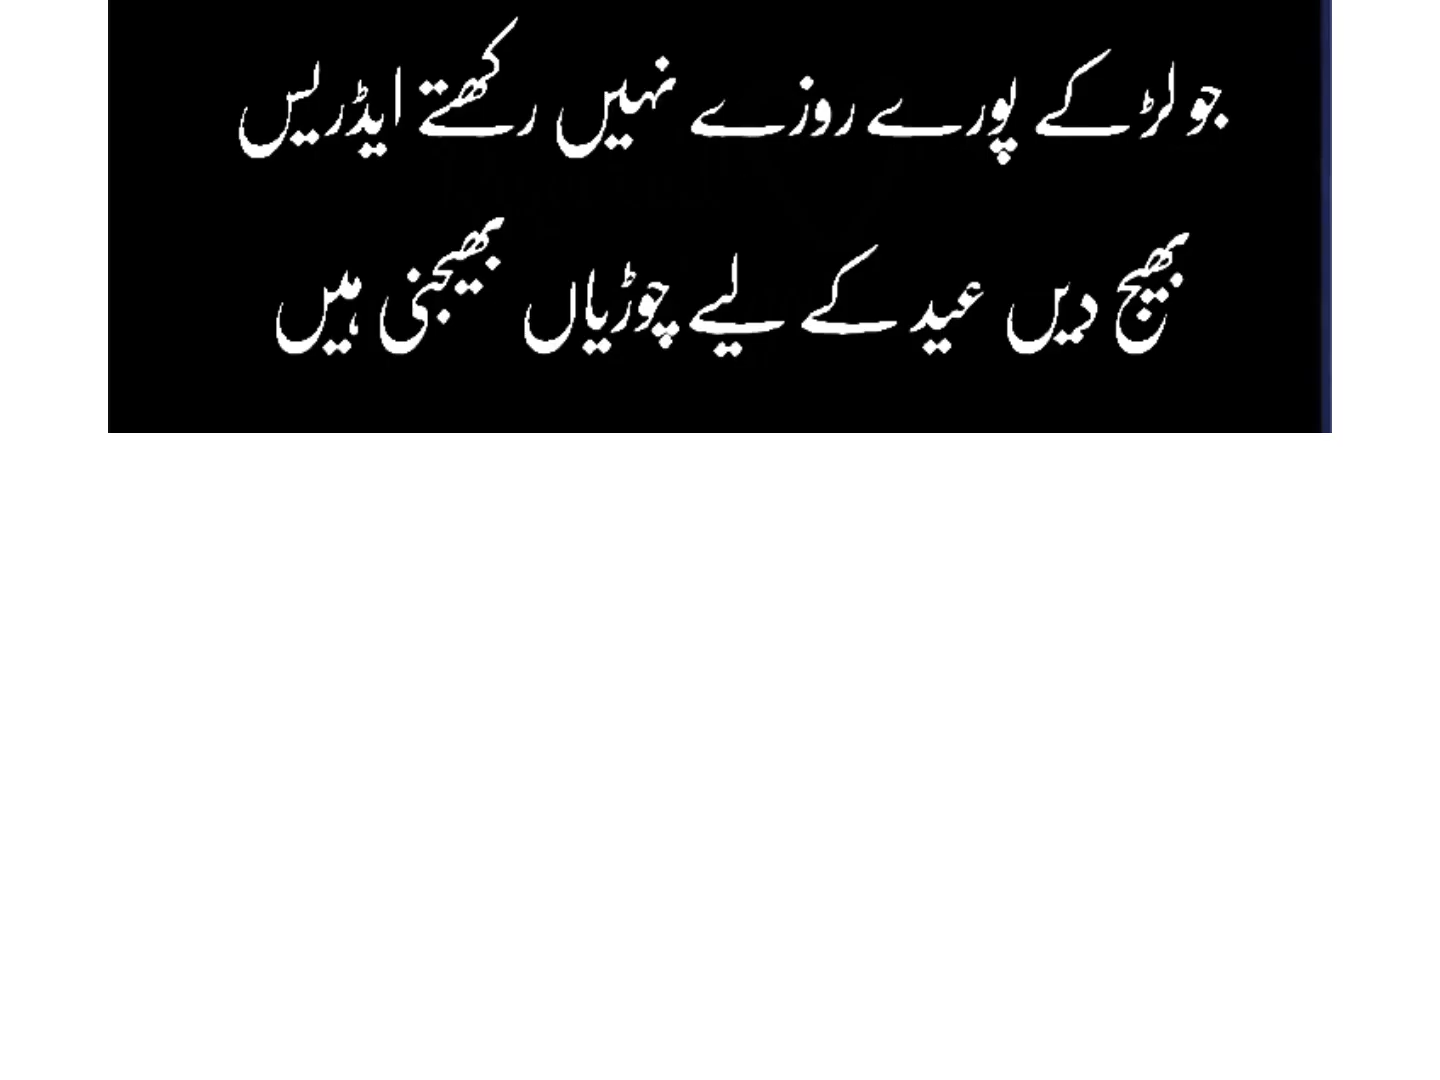 جو لڑکے پورے روزے نہیں رکھتے ایڈریس
بھیج دیں عید کے لیے چوڑیاں بھیجنی ہیں